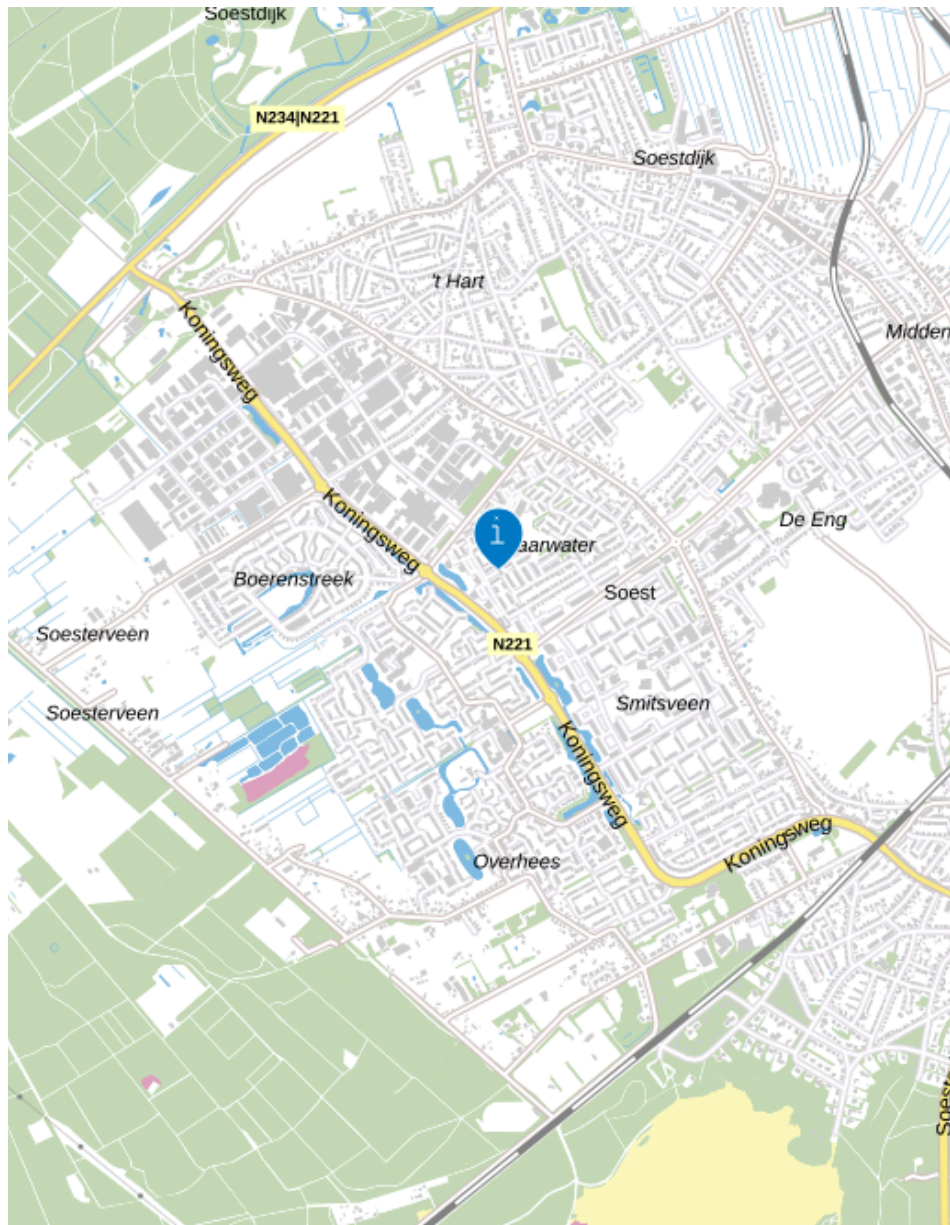 Soestdijk
N234|N221
Soestdijk
't Hart
Koningsweg
Midden
Koningsweg
De Eng
aarwater
Boerenstreek
Soest
Soesterveen
N221
Smitsveen
Soesterveen
Koningsweg
Koningsweg
Overhees
Soeste